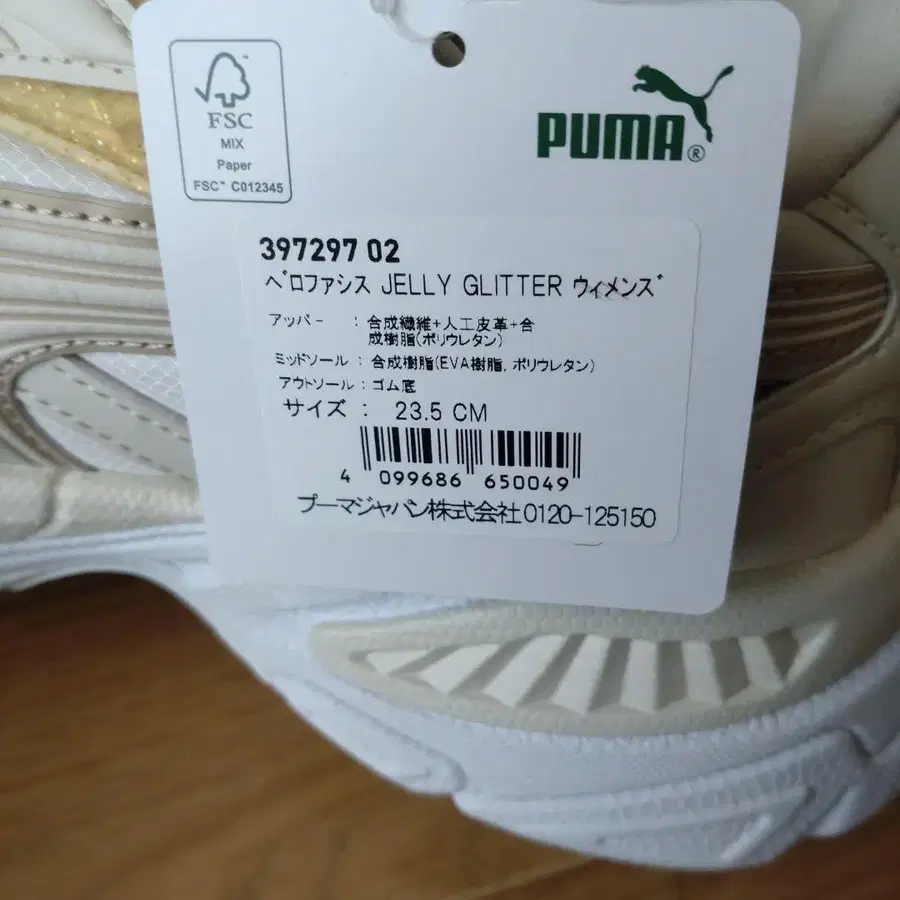 FSC
MIX
Paper
FSC™ C012345
PUMA®
397297 02
ベロファシス JELLY GLITTER ウィメンズ
アッパー : 合成繊維+人工皮革+合
成樹脂(ポリウレタン)
ミッドソール : 合成樹脂(EVA樹脂, ポリウレタン)
アウトソール : ゴム底
サイズ : 23.5 CM
4 099686 650049
プーマジャパン株式会社0120-125150